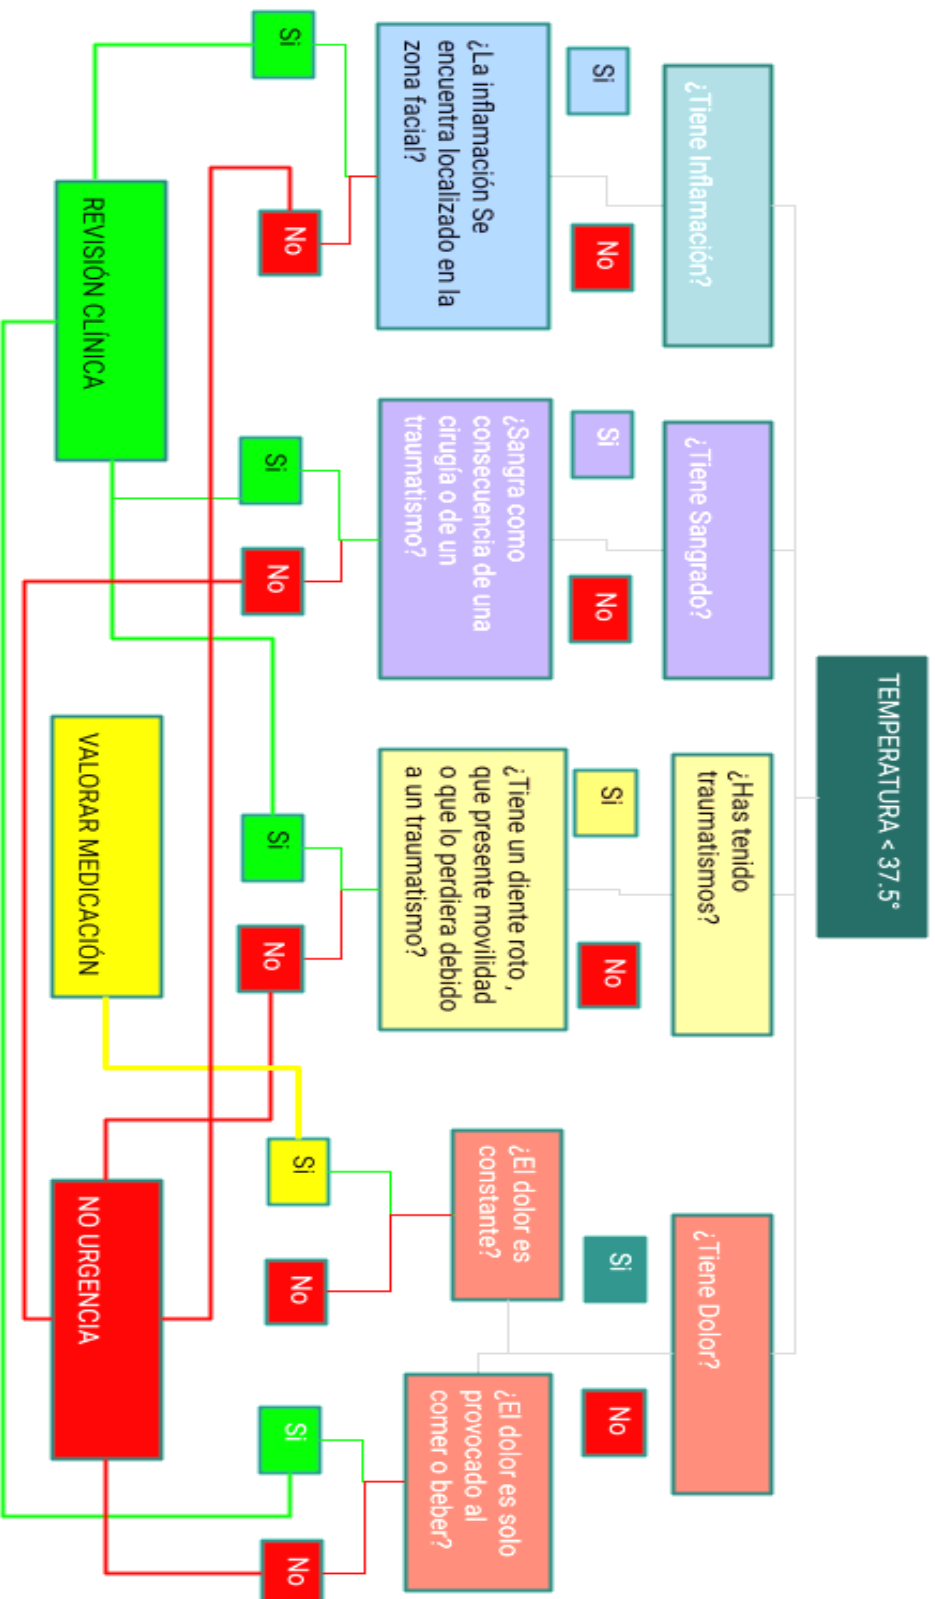 TEMPERATURA < 37.5°
¿Tiene Inflamación?
¿Tiene Sangrado?
¿Has tenido
traumatismos?
¿Tiene Dolor?
Si
No
Si
No
Si
No
Si
No
¿La inflamación Se
encuentra localizado en la
zona facial?
¿Sangra como
consecuencia de una
cirugía o de un
traumatismo?
¿Tiene un diente roto ,
que presente movilidad
o que lo perdiera debido
a un traumatismo?
¿El dolor es
constante?
¿El dolor es solo
provocado al
comer o beber?
Si
No
Si
No
Si
No
Si
No
Si
No
REVISIÓN CLÍNICA
VALORAR MEDICACIÓN
NO URGENCIA